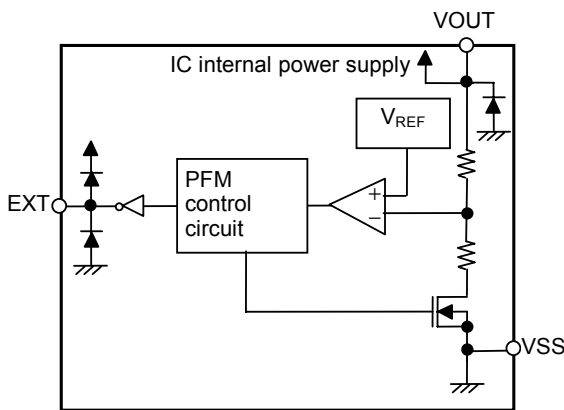 VOUT
IC internal power supply
VREF
EXT
PFM
control
circuit
+
−
VSS